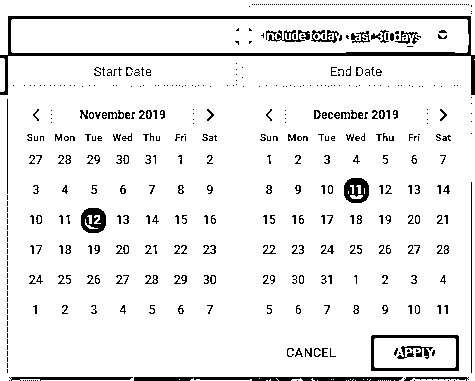 Include today Last 30 days
Start Date End Date
November 2019 December 2019
Sun Mon Tue Wed Thu Fri Sat Sun Mon Tue Wed Thu Fri Sat
27 28 29 30 31 1 2 1 2 3 4 5 6 7
3 4 5 6 7 8 9 8 9 10 11 12 13 14
10 11 12 13 14 15 16 15 16 17 18 19 20 21
17 18 19 20 21 22 23 22 23 24 25 26 27 28
24 25 26 27 28 29 30 29 30 31 1 2 3 4
1 2 3 4 5 6 7 5 6 7 8 9 10 11
CANCEL APPLY